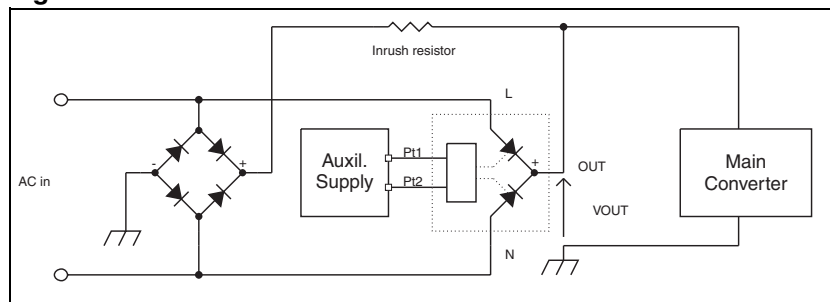 Inrush resistor
L
Auxil.
Supply
Pt1
Pt2
-
+
+
AC in
OUT
VOUT
Main
Converter
N